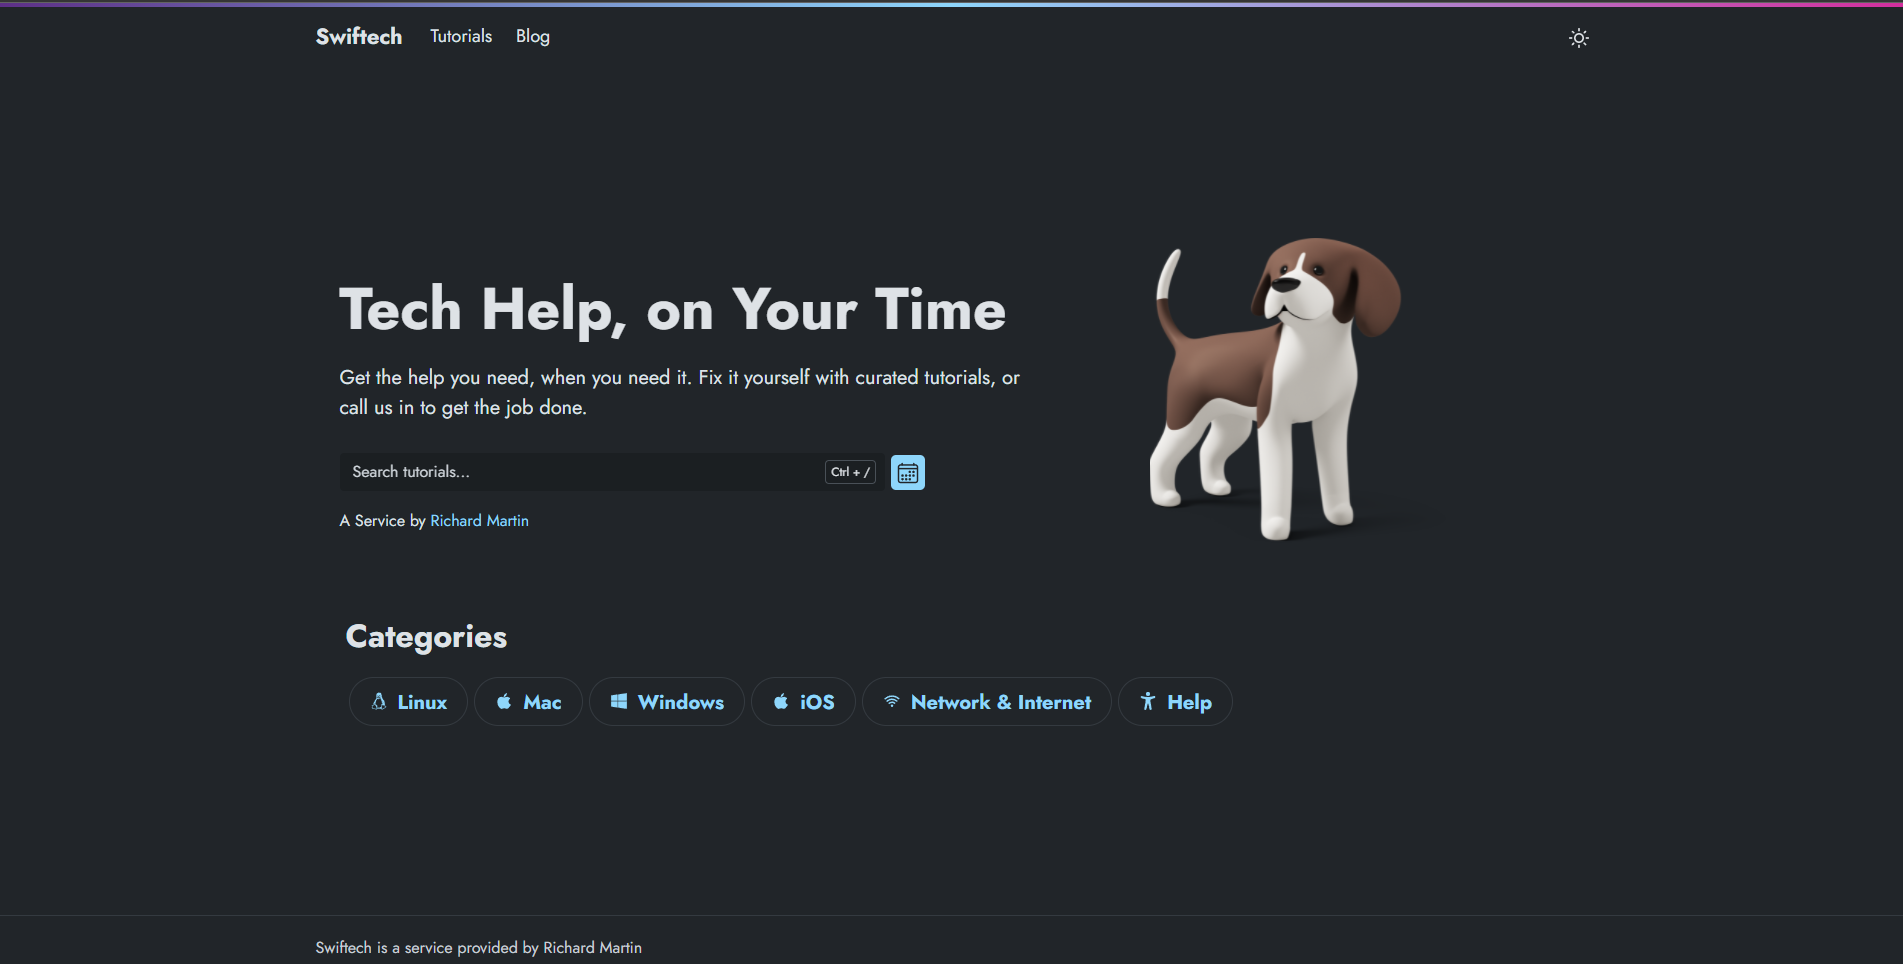 Swiftech Tutorials Blog
Tech Help, on Your Time
Get the help you need, when you need it. Fix it yourself with curated tutorials, or
call us in to get the job done.
Search tutorials... Ctrl + /
A Service by Richard Martin
Categories
Linux Mac Windows iOS Network & Internet Help
Swiftech is a service provided by Richard Martin